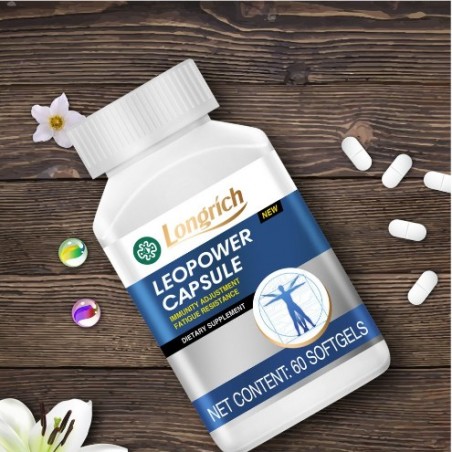 Longrich
NEW
LEOPOWER
CAPSULE
IMMUNITY ADJUSTMENT
FATIGUE RESISTANCE
DIETARY SUPPLEMENT
NET CONTENT: 60 SOFTGELS